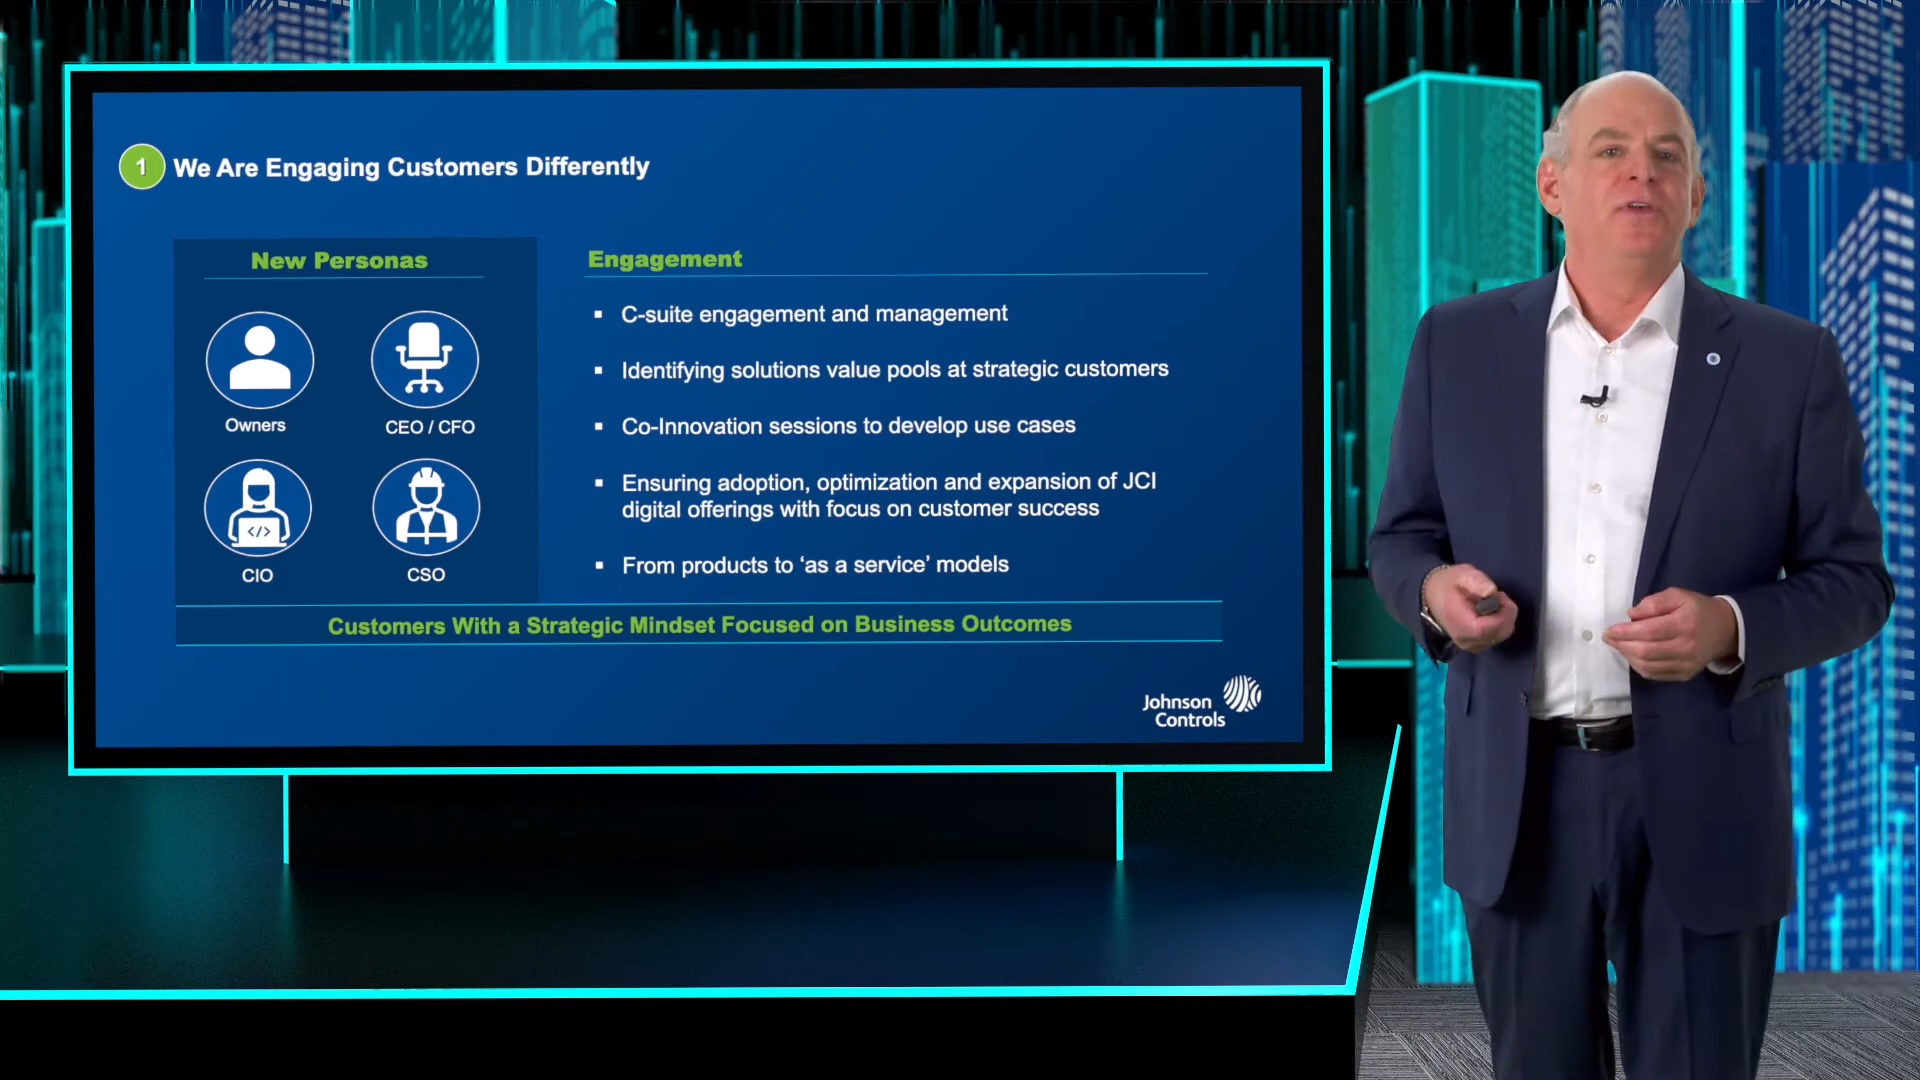 1 We Are Engaging Customers Differently
New Personas
Owners
CEO / CFO
</>
CIO
CSO
Engagement
▪ C-suite engagement and management
▪ Identifying solutions value pools at strategic customers
▪ Co-Innovation sessions to develop use cases
▪ Ensuring adoption, optimization and expansion of JCI
digital offerings with focus on customer success
▪ From products to ‘as a service’ models
Customers With a Strategic Mindset Focused on Business Outcomes
Johnson
Controls